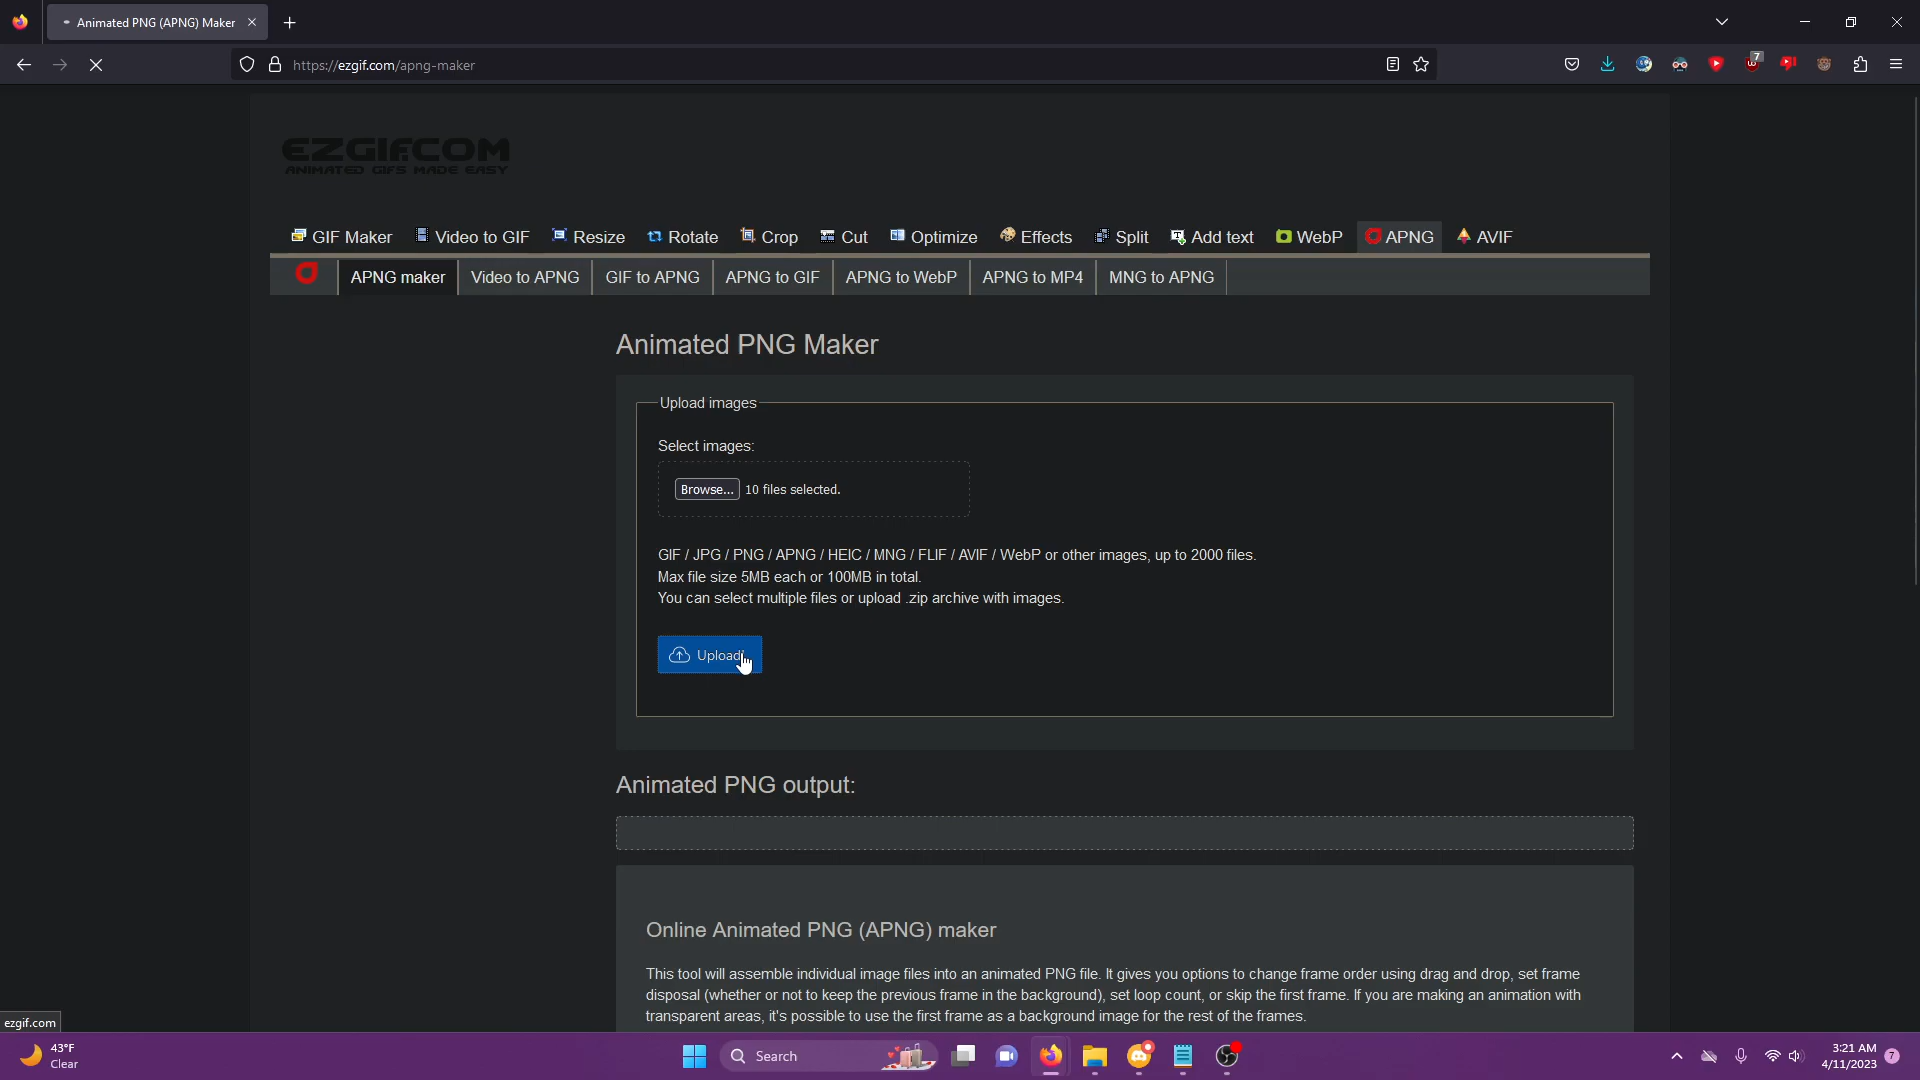 Animated PNG (APNG) Maker
https://ezgif.com/apng-maker
7
EZGIF.COM
ANIMATED GIFS MADE EASY
GIF Maker Video to GIF Resize Rotate Crop Cut Optimize Effects Split Add text WebP APNG AVIF
APNG maker Video to APNG GIF to APNG APNG to GIF APNG to WebP APNG to MP4 MNG to APNG
Animated PNG Maker
Upload images
Select images:
Browse... 10 files selected.
GIF / JPG / PNG / APNG / HEIC / MNG / FLIF / AVIF / WebP or other images, up to 2000 files.
Max file size 5MB each or 100MB in total.
You can select multiple files or upload .zip archive with images.
Upload!
Animated PNG output:
Online Animated PNG (APNG) maker
This tool will assemble individual image files into an animated PNG file. It gives you options to change frame order using drag and drop, set frame
disposal (whether or not to keep the previous frame in the background), set loop count, or skip the first frame. If you are making an animation with
transparent areas, it's possible to use the first frame as a background image for the rest of the frames.
ezgif.com
43°F
Clear
Search
3:21 AM
4/11/2023
7